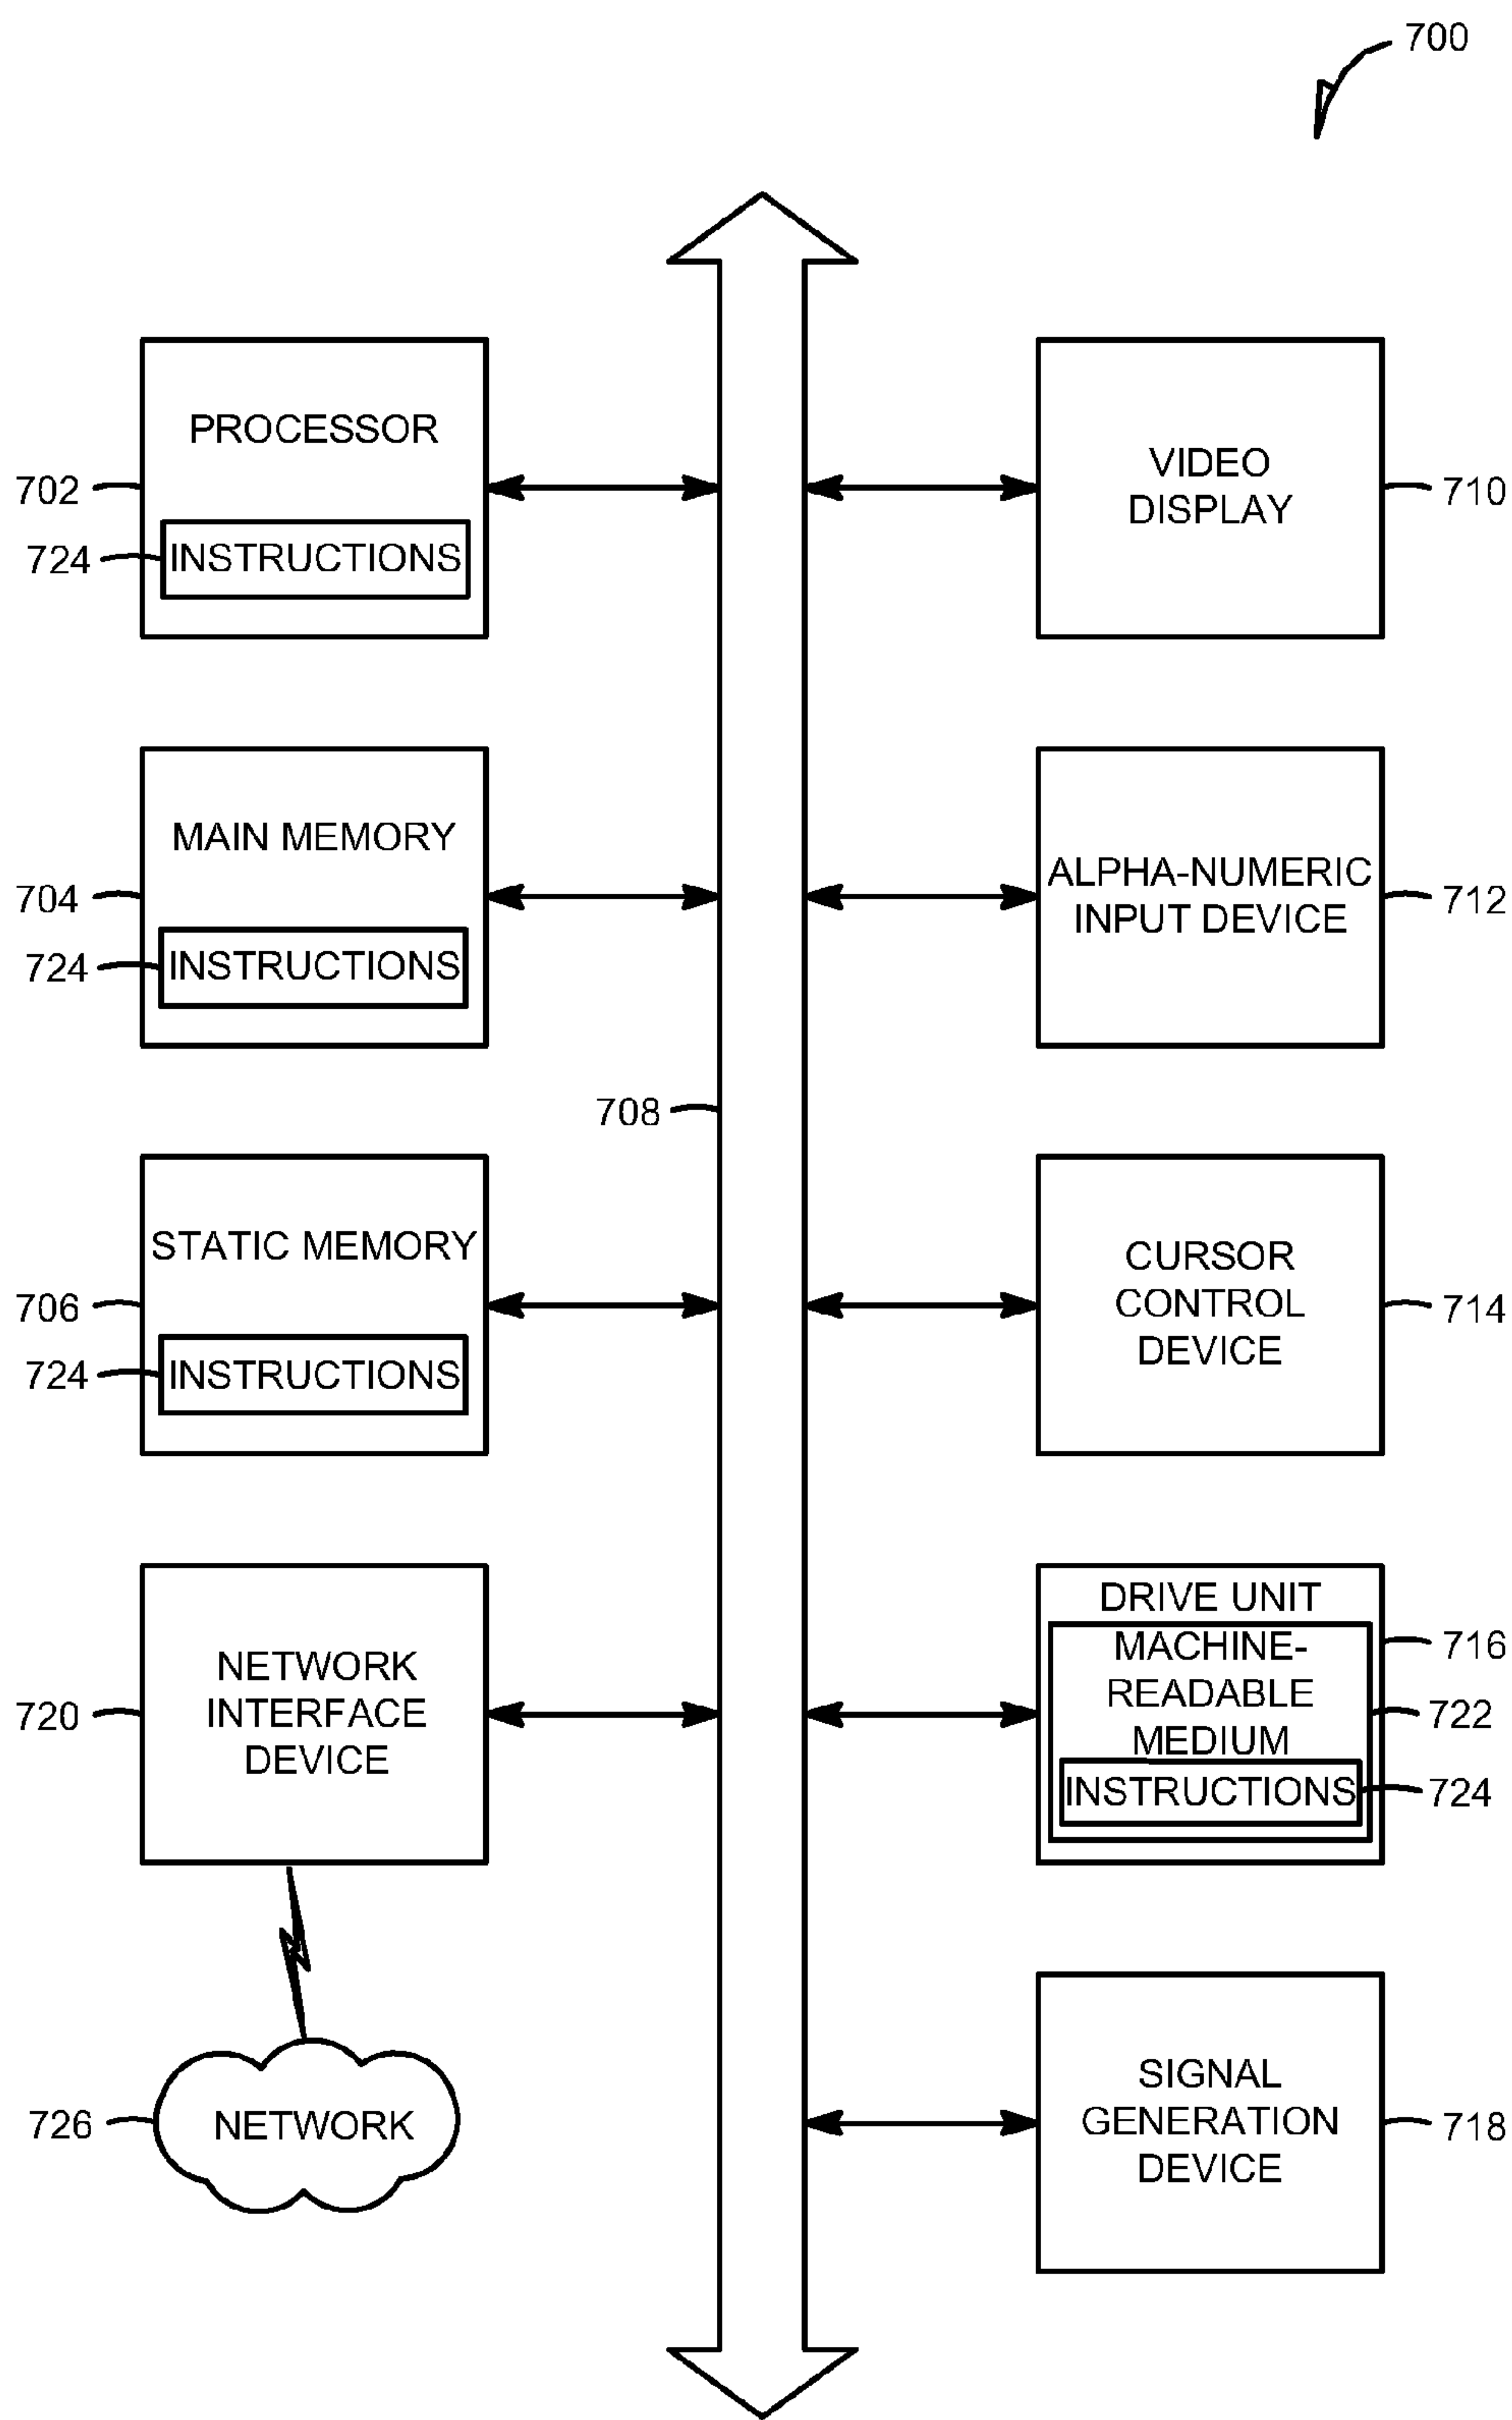 700
PROCESSOR
702
724
INSTRUCTIONS
VIDEO
DISPLAY
710
MAIN MEMORY
704
724
INSTRUCTIONS
ALPHA-NUMERIC
INPUT DEVICE
712
708
STATIC MEMORY
706
724
INSTRUCTIONS
CURSOR
CONTROL
DEVICE
714
NETWORK
INTERFACE
DEVICE
720
DRIVE UNIT
716
MACHINE-
READABLE
MEDIUM
722
INSTRUCTIONS
724
NETWORK
726
SIGNAL
GENERATION
DEVICE
718